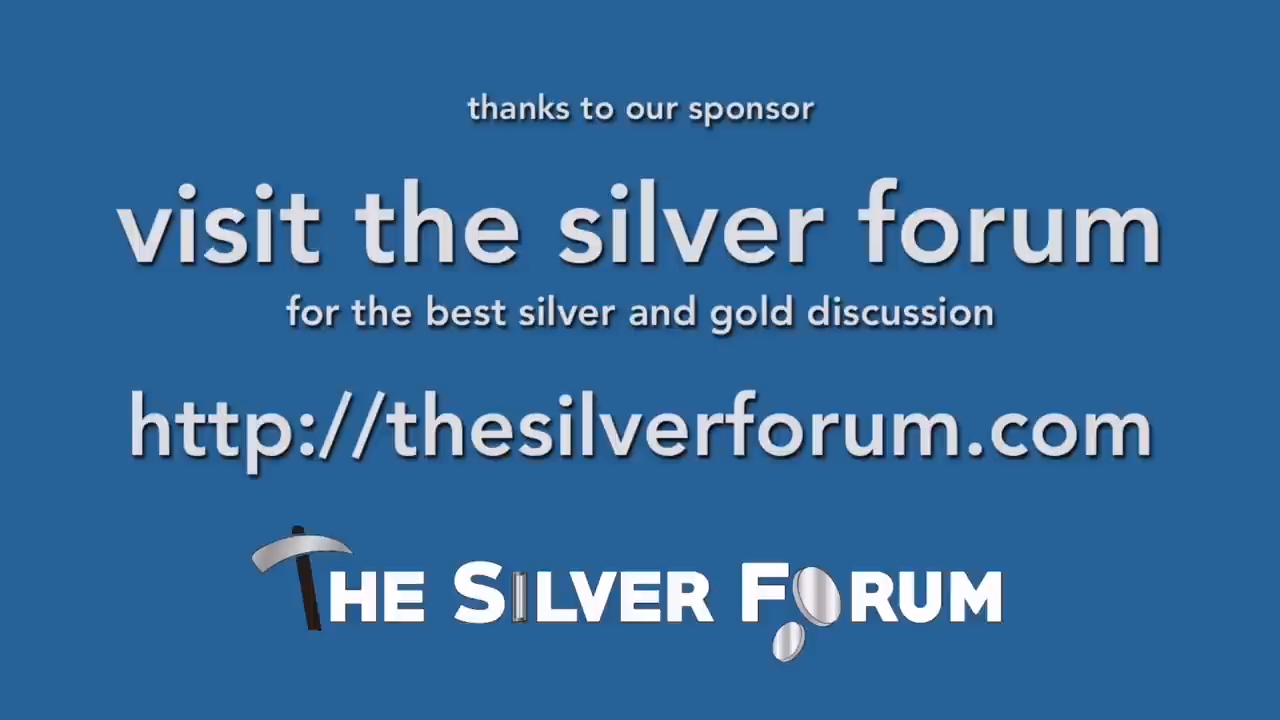 thanks to our sponsor
visit the silver forum
for the best silver and gold discussion
http://thesilverforum.com
THE SILVER FORUM